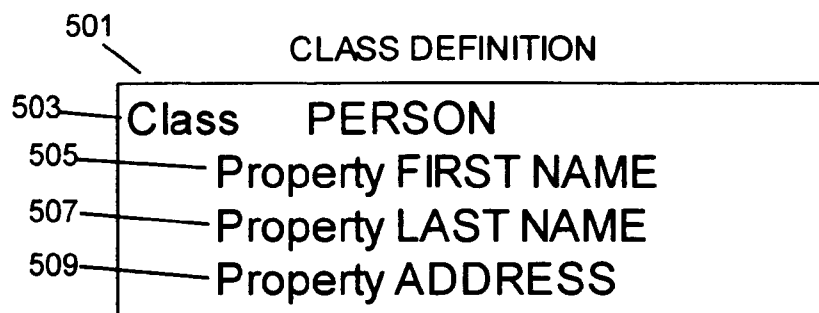 501
CLASS DEFINITION
503 Class PERSON
505 Property FIRST NAME
507 Property LAST NAME
509 Property ADDRESS